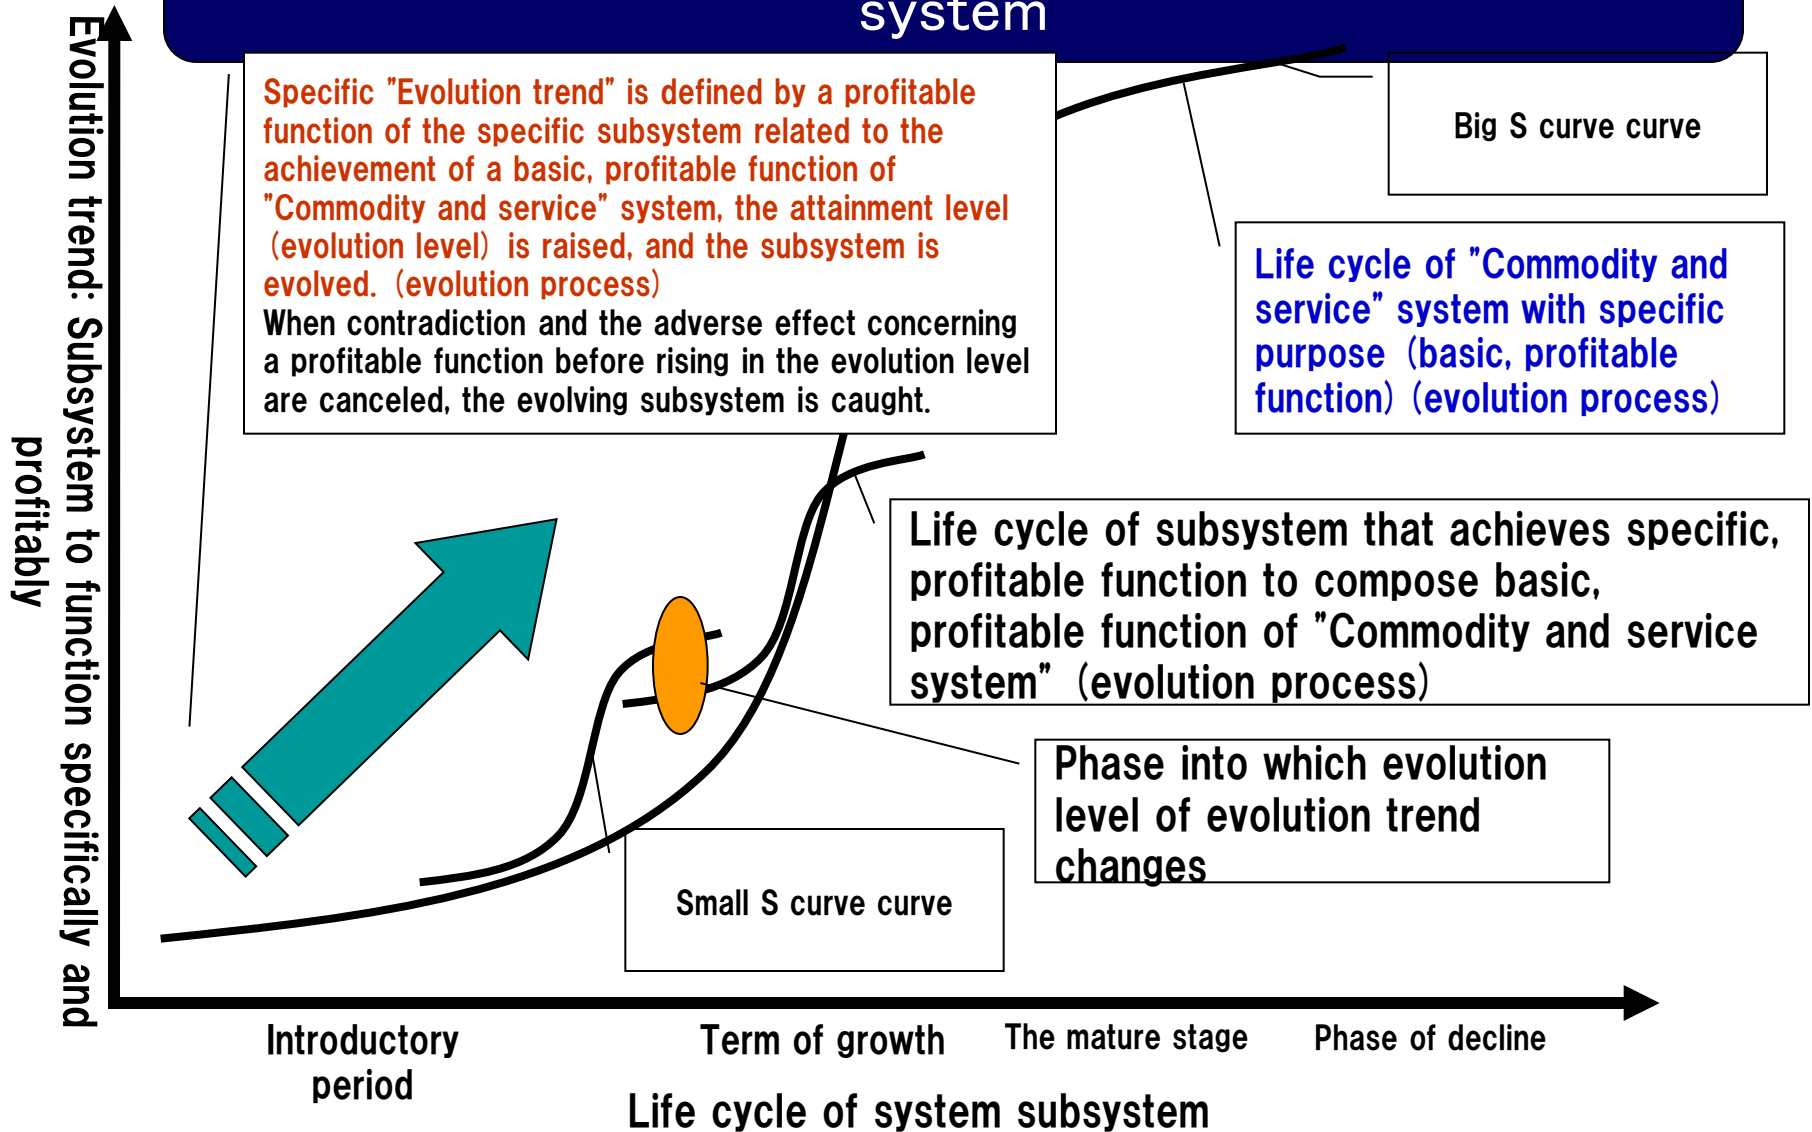 system
Specific "Evolution trend" is defined by a profitable
function of the specific subsystem related to the
achievement of a basic, profitable function of
"Commodity and service" system, the attainment level
(evolution level) is raised, and the subsystem is
evolved. (evolution process)
When contradiction and the adverse effect concerning
a profitable function before rising in the evolution level
are canceled, the evolving subsystem is caught.
Big S curve curve
Life cycle of "Commodity and
service" system with specific
purpose (basic, profitable
function) (evolution process)
Life cycle of subsystem that achieves specific,
profitable function to compose basic,
profitable function of "Commodity and service
system" (evolution process)
Phase into which evolution
level of evolution trend
changes
Small S curve curve
Evolution trend: Subsystem to function specifically and
profitably
Introductory
period
Term of growth
The mature stage
Phase of decline
Life cycle of system subsystem